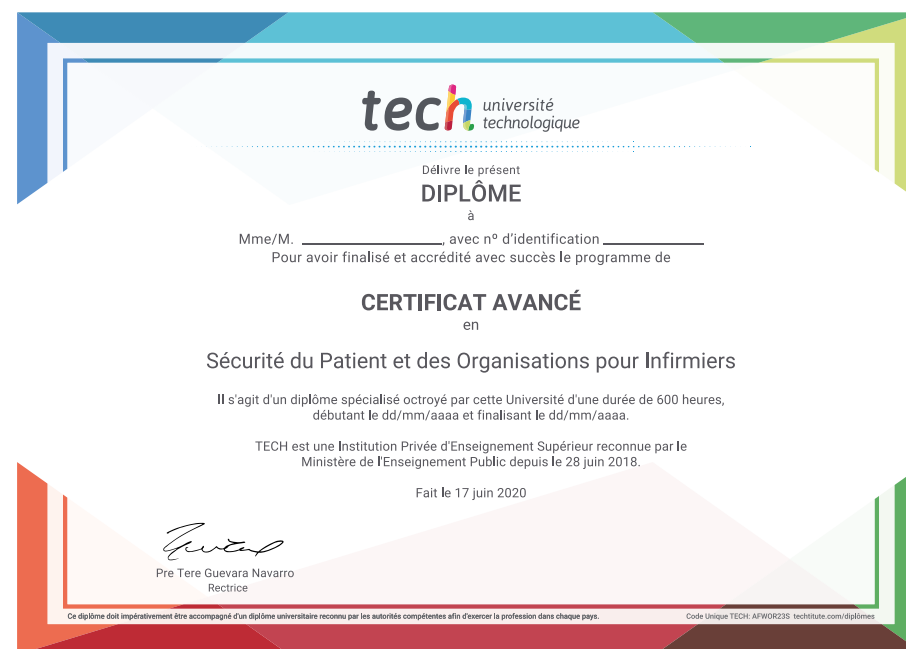 tech université
technologique
Délivre le présent
DIPLÔME
à
Mme/M. ____________________, avec nº d'identification ______________
Pour avoir finalisé et accrédité avec succès le programme de
CERTIFICAT AVANCÉ
en
Sécurité du Patient et des Organisations pour Infirmiers
Il s'agit d'un diplôme spécialisé octroyé par cette Université d'une durée de 600 heures,
débutant le dd/mm/aaaa et finalisant le dd/mm/aaaa.
TECH est une Institution Privée d'Enseignement Supérieur reconnue par le
Ministère de l'Enseignement Public depuis le 28 juin 2018.
Fait le 17 juin 2020
Pre Tere Guevara Navarro
Rectrice
Ce diplôme doit impérativement être accompagné d'un diplôme universitaire reconnu par les autorités compétentes afin d'exercer la profession dans chaque pays.
Code Unique TECH: AFWOR23S techtitute.com/diplômes